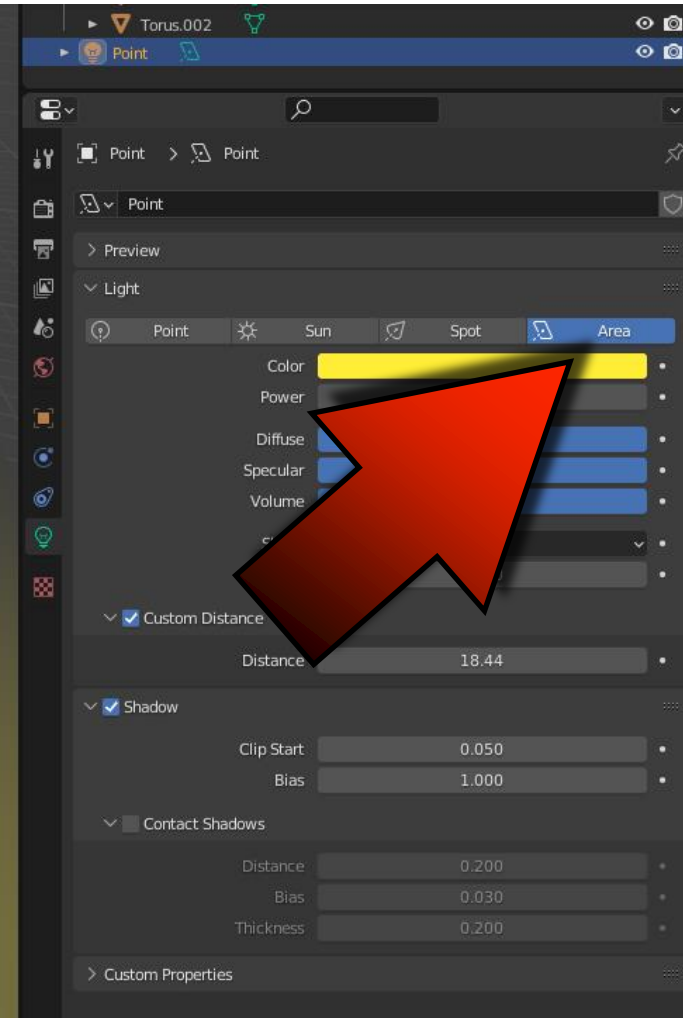 Torus.002
Point
Point > Point
Point
Preview
Light
Point Sun Spot Area
Color
Power
Diffuse
Specular
Volume
Custom Distance
Distance 18.44
Shadow
Clip Start 0.050
Bias 1.000
Contact Shadows
Distance 0.200
Bias 0.030
Thickness 0.200
Custom Properties